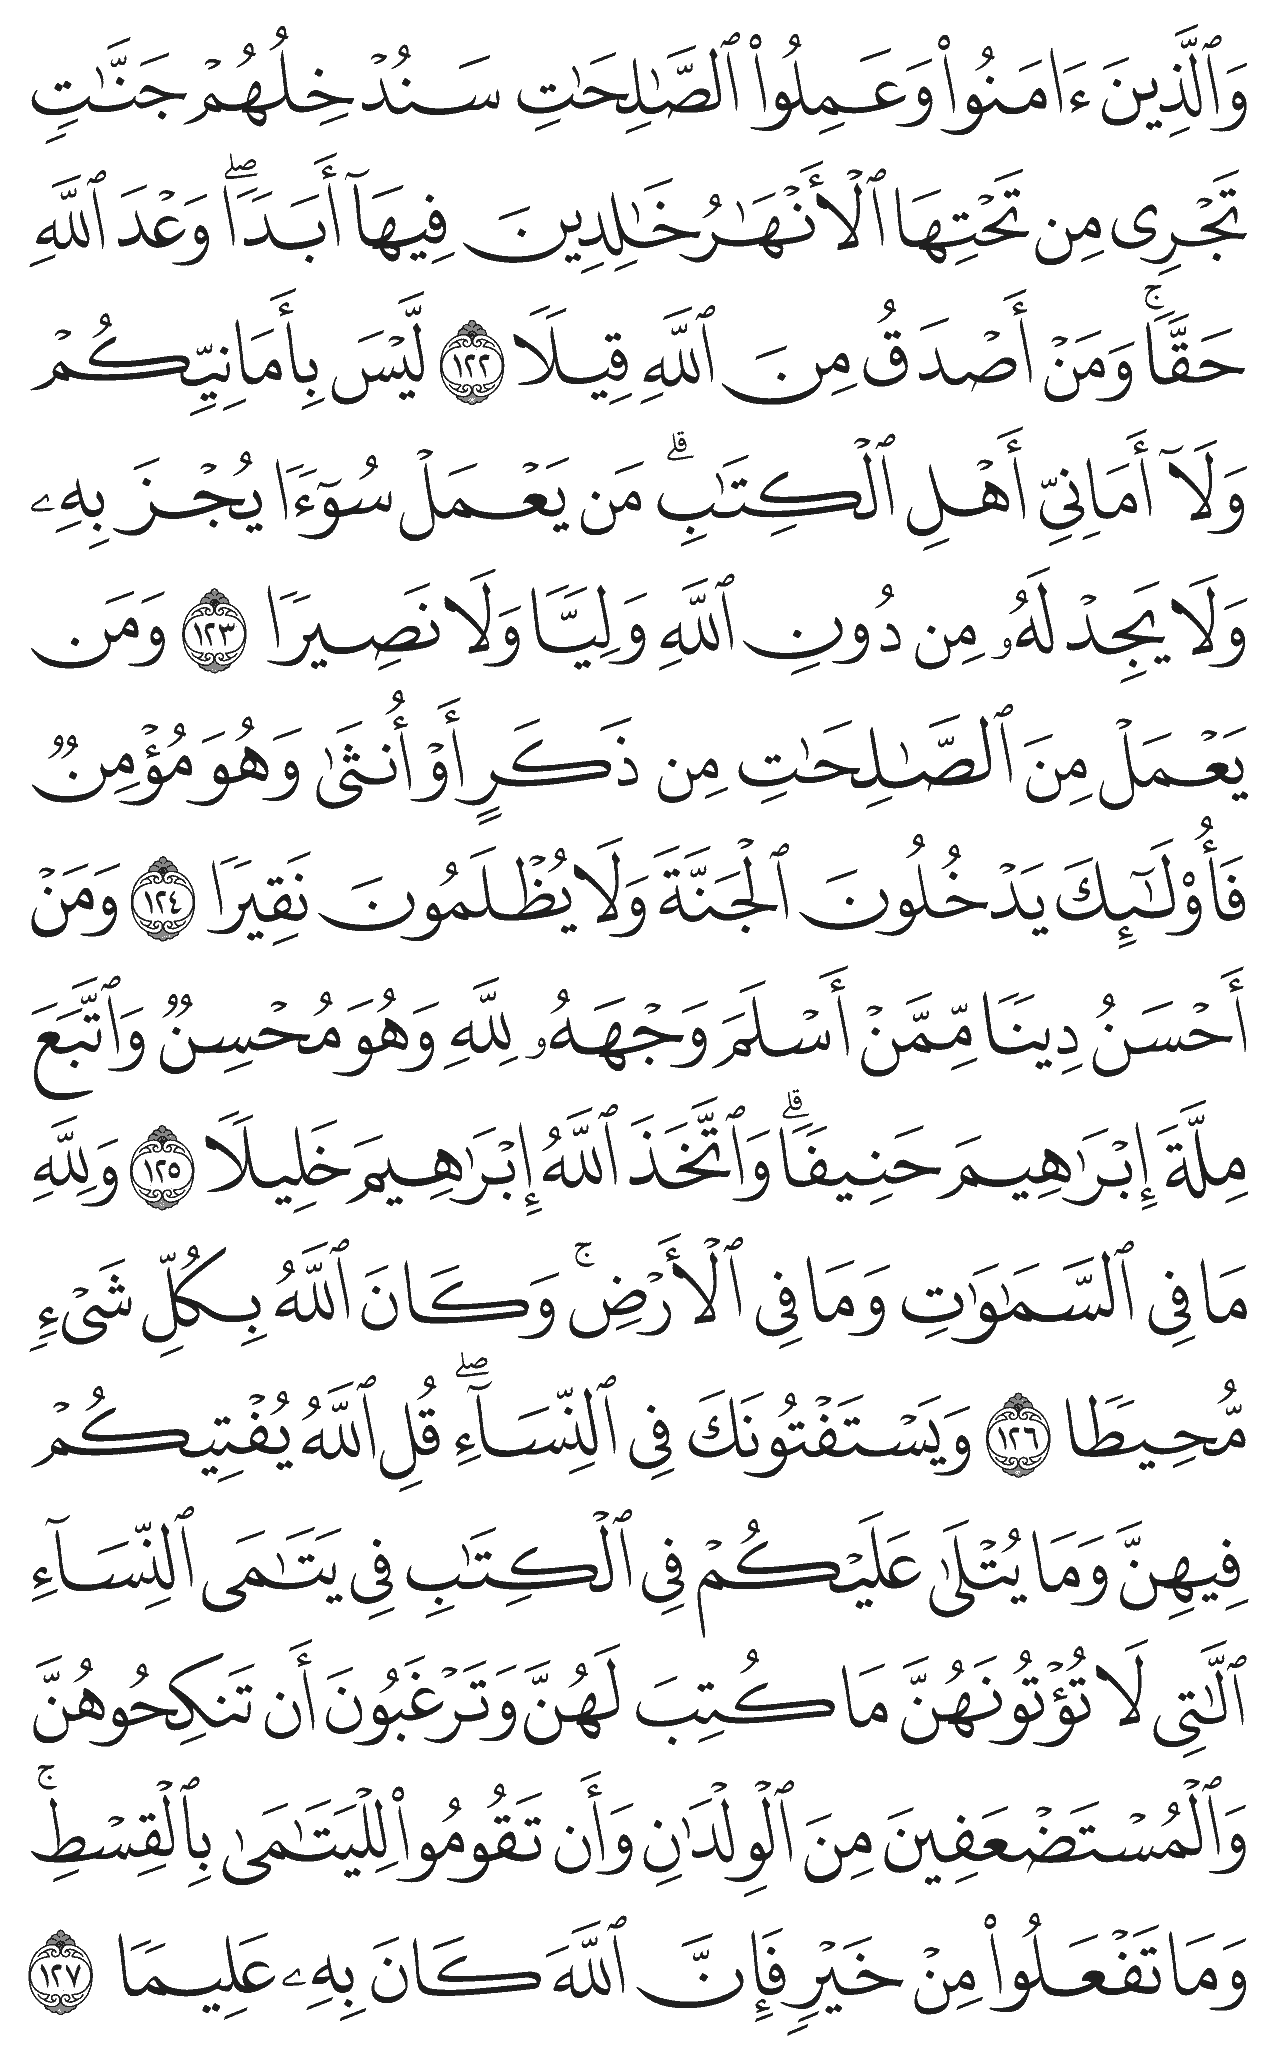 وَٱلَّذِينَ ءَامَنُوا۟ وَعَمِلُوا۟ ٱلصَّـٰلِحَـٰتِ سَنُدْخِلُهُمْ جَنَّـٰتٍ
تَجْرِى مِن تَحْتِهَا ٱلْأَنْهَـٰرُ خَـٰلِدِينَ فِيهَآ أَبَدًا ۖ وَعْدَ ٱللَّهِ
حَقًّا ۚ وَمَنْ أَصْدَقُ مِنَ ٱللَّهِ قِيلًا ١٢٢ لَّيْسَ بِأَمَانِيِّكُمْ
وَلَآ أَمَانِىِّ أَهْلِ ٱلْكِتَـٰبِ ۗ مَن يَعْمَلْ سُوٓءًا يُجْزَ بِهِۦ
وَلَا يَجِدْ لَهُۥ مِن دُونِ ٱللَّهِ وَلِيًّا وَلَا نَصِيرًا ١٢٣ وَمَن
يَعْمَلْ مِنَ ٱلصَّـٰلِحَـٰتِ مِن ذَكَرٍ أَوْ أُنثَىٰ وَهُوَ مُؤْمِنٌ
فَأُو۟لَـٰٓئِكَ يَدْخُلُونَ ٱلْجَنَّةَ وَلَا يُظْلَمُونَ نَقِيرًا ١٢٤ وَمَنْ
أَحْسَنُ دِينًا مِّمَّنْ أَسْلَمَ وَجْهَهُۥ لِلَّهِ وَهُوَ مُحْسِنٌ وَٱتَّبَعَ
مِلَّةَ إِبْرَٰهِيمَ حَنِيفًا ۗ وَٱتَّخَذَ ٱللَّهُ إِبْرَٰهِيمَ خَلِيلًا ١٢٥ وَلِلَّهِ
مَا فِى ٱلسَّمَـٰوَٰتِ وَمَا فِى ٱلْأَرْضِ ۚ وَكَانَ ٱللَّهُ بِكُلِّ شَىْءٍ
مُّحِيطًا ١٢٦ وَيَسْتَفْتُونَكَ فِى ٱلنِّسَآءِ ۖ قُلِ ٱللَّهُ يُفْتِيكُمْ
فِيهِنَّ وَمَا يُتْلَىٰ عَلَيْكُمْ فِى ٱلْكِتَـٰبِ فِى يَتَـٰمَى ٱلنِّسَآءِ
ٱلَّـٰتِى لَا تُؤْتُونَهُنَّ مَا كُتِبَ لَهُنَّ وَتَرْغَبُونَ أَن تَنكِحُوهُنَّ
وَٱلْمُسْتَضْعَفِينَ مِنَ ٱلْوِلْدَٰنِ وَأَن تَقُومُوا۟ لِلْيَتَـٰمَىٰ بِٱلْقِسْطِ ۚ
وَمَا تَفْعَلُوا۟ مِنْ خَيْرٍ فَإِنَّ ٱللَّهَ كَانَ بِهِۦ عَلِيمًا ١٢٧